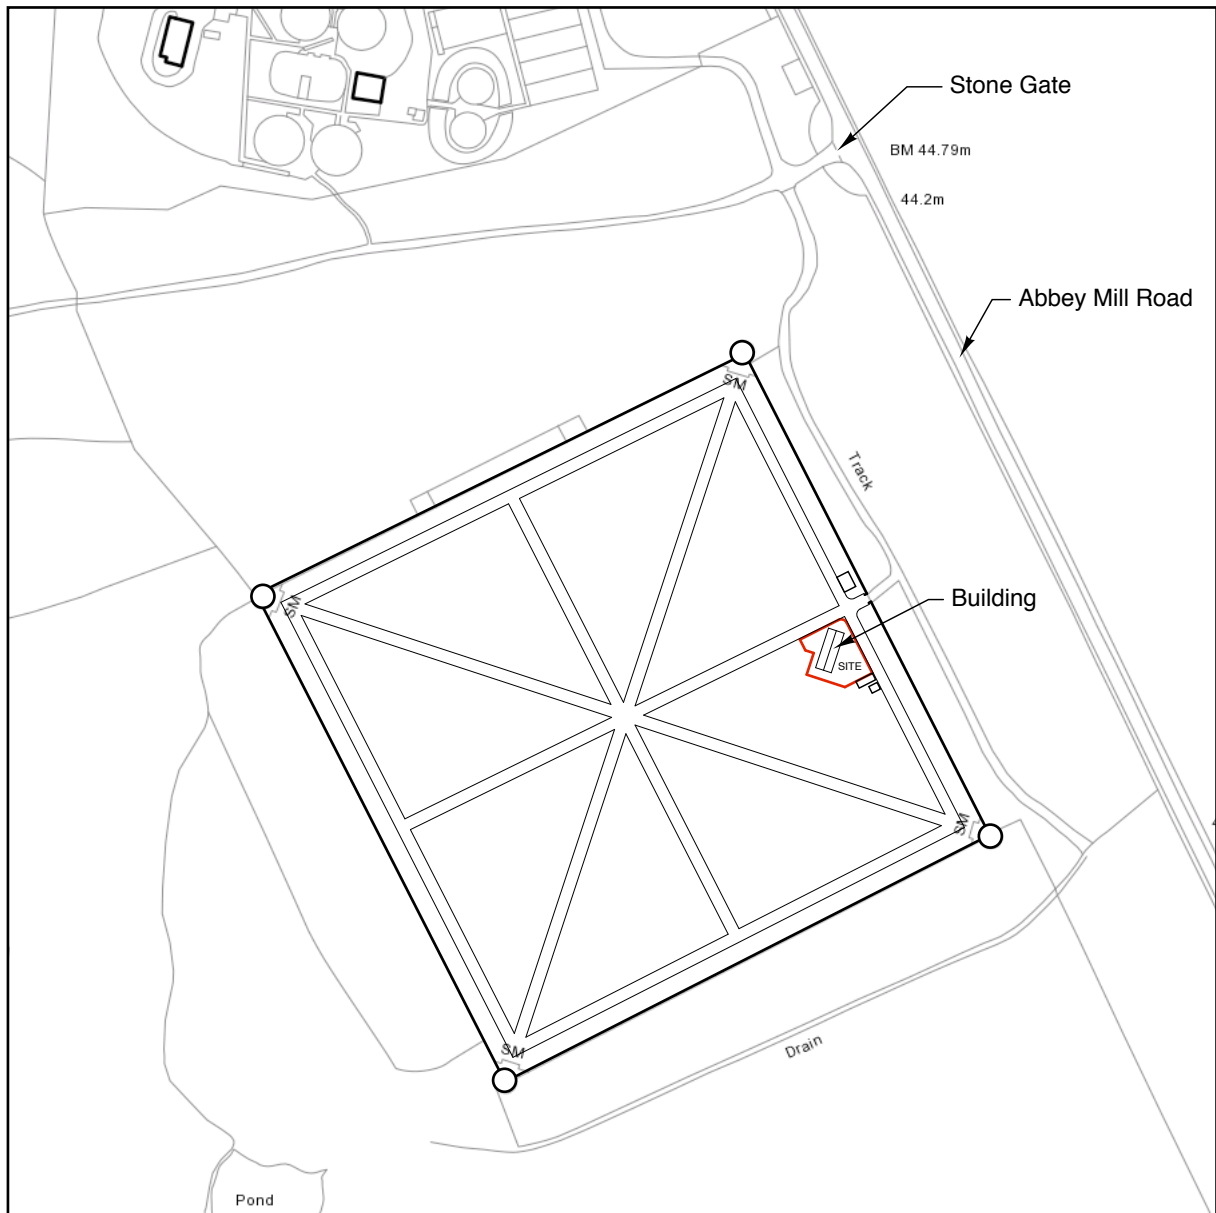 Stone Gate
BM 44.79m
44.2m
Abbey Mill Road
SM
Track
SM
Building
SITE
SM
SM
Drain
Pond